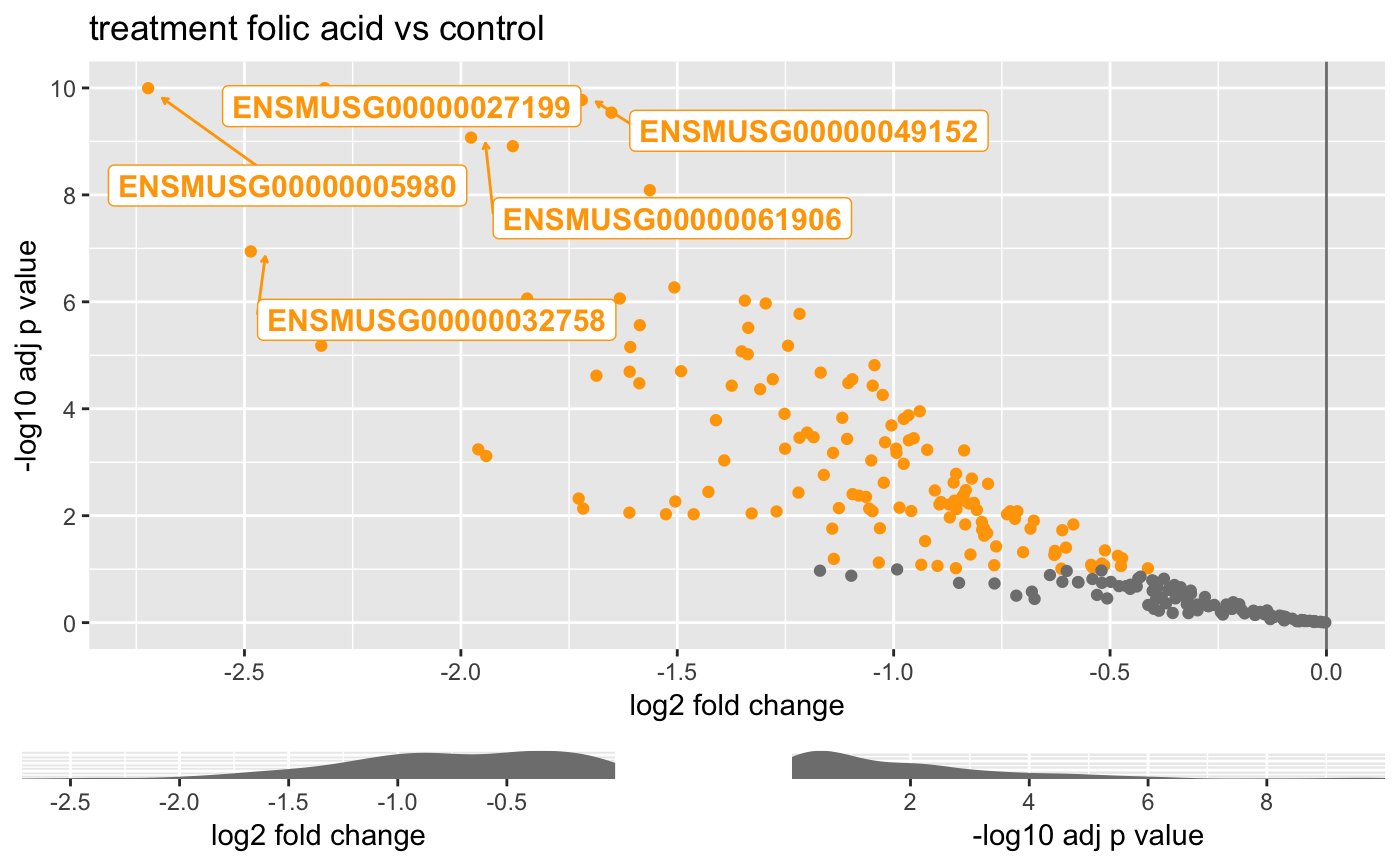 treatment folic acid vs control
-log10 adj p value
10
8
6
4
2
0
ENSMUSG00000027199
ENSMUSG00000049152
ENSMUSG00000005980
ENSMUSG00000061906
ENSMUSG00000032758
-2.5 -2.0 -1.5 -1.0 -0.5 0.0
log2 fold change
-2.5 -2.0 -1.5 -1.0 -0.5
log2 fold change
2 4 6 8
-log10 adj p value